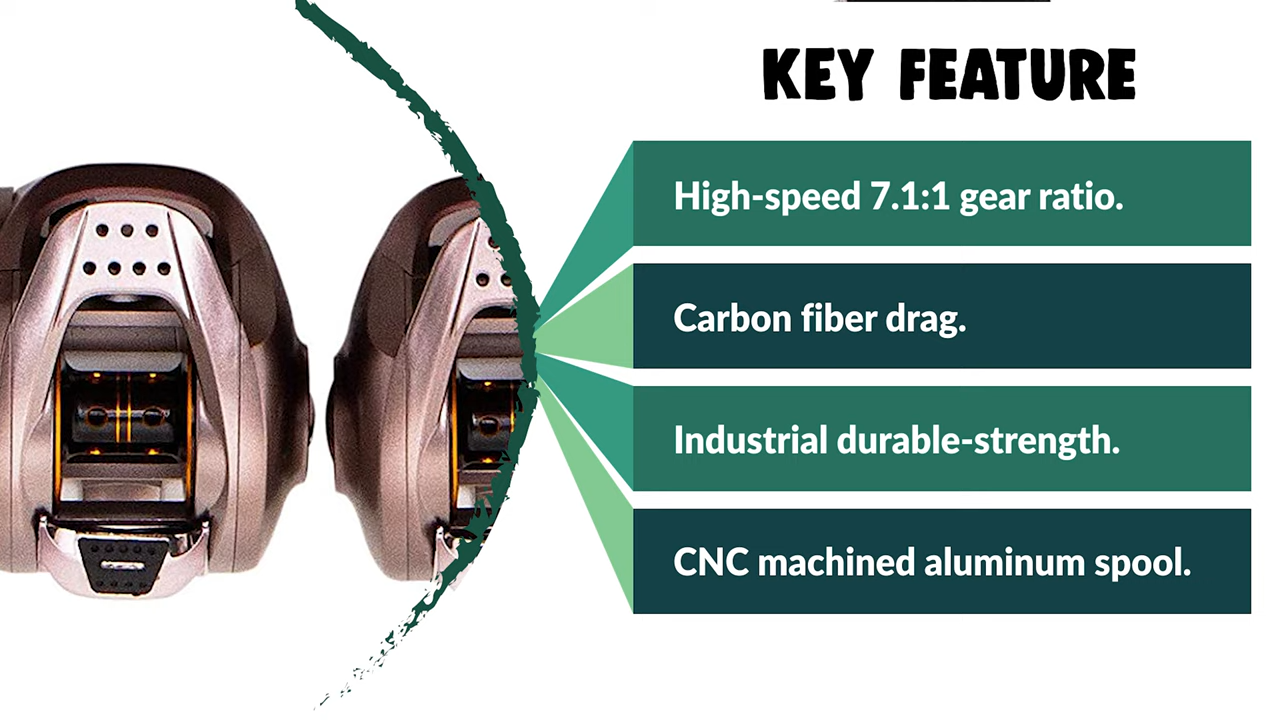 KEY FEATURE
High-speed 7.1:1 gear ratio.
Carbon fiber drag.
Industrial durable-strength.
CNC machined aluminum spool.